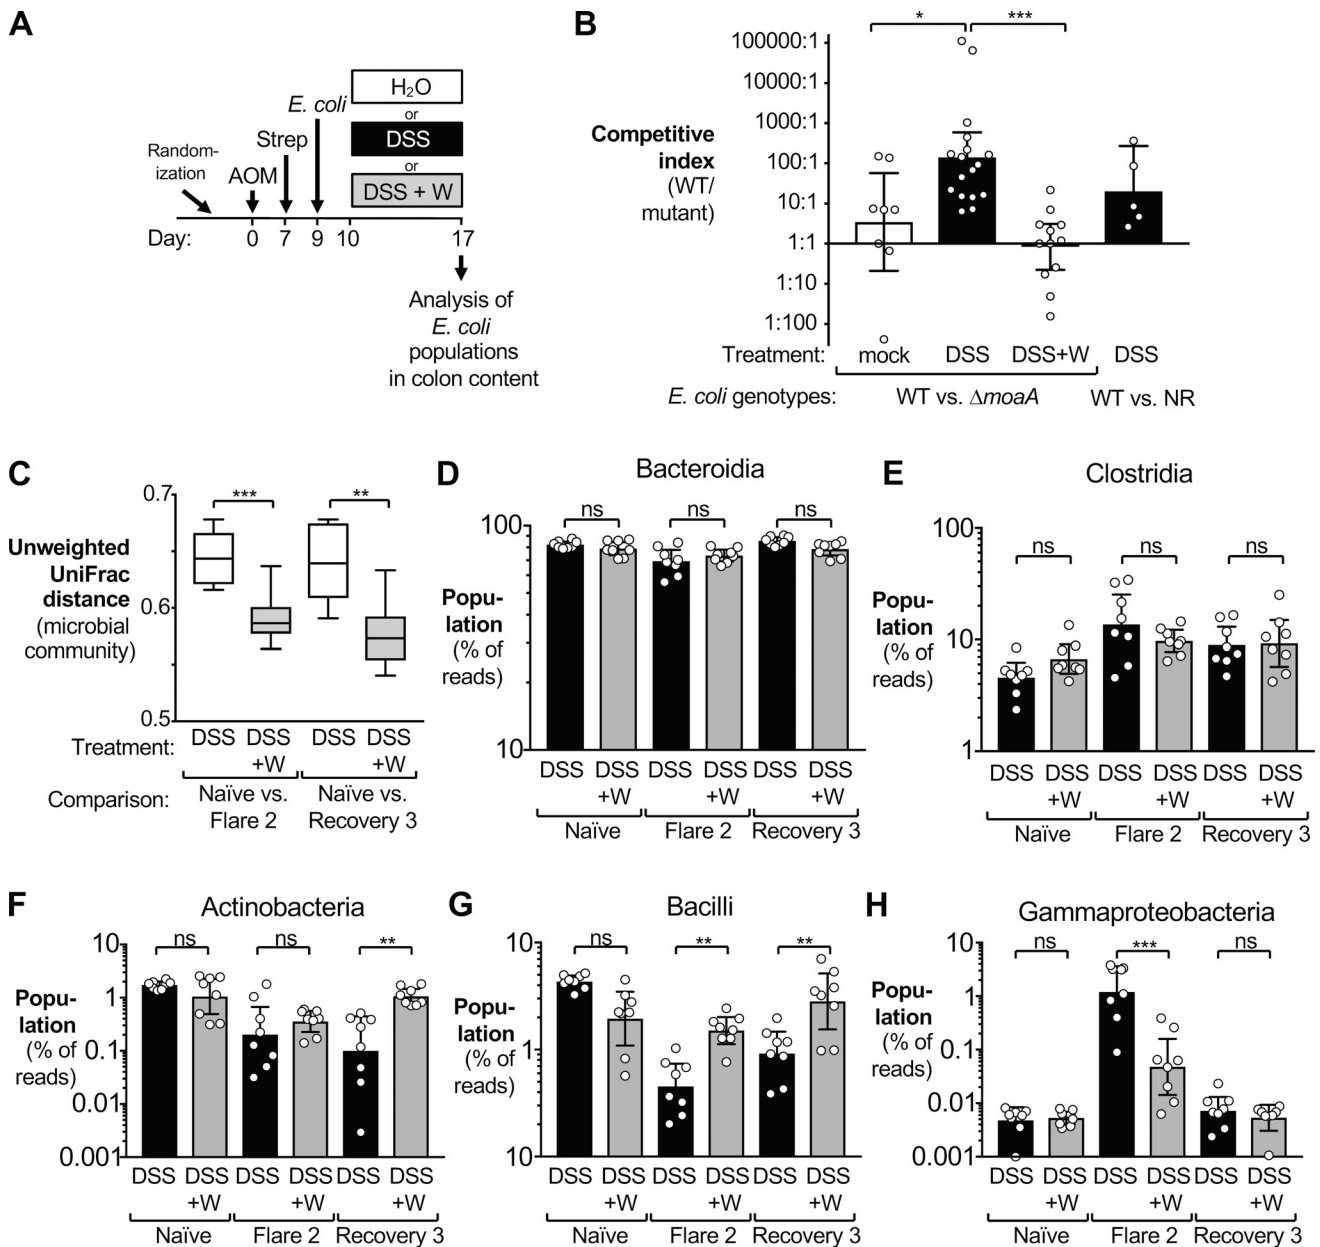 A
Random-
ization
AOM
Strep
E. coli
H₂O
or
DSS
or
DSS + W
Day: 0 7 9 10 17
Analysis of
E. coli
populations
in colon content
B
Competitive
index
(WT/
mutant)
* ***
100000:1
10000:1
1000:1
100:1
10:1
1:1
1:10
1:100
Treatment: mock DSS DSS+W DSS
E. coli genotypes: WT vs. ΔmoaA WT vs. NR
C
Unweighted
UniFrac
distance
(microbial
community)
0.7
0.6
0.5
*** **
Treatment: DSS DSS DSS DSS
+W +W
Comparison: Naïve vs. Naïve vs.
Flare 2 Recovery 3
D
Bacteroidia
Popu-
lation
(% of
reads)
100
10
ns ns ns
DSS DSS DSS DSS DSS DSS
+W +W +W
Naïve Flare 2 Recovery 3
E
Clostridia
Popu-
lation
(% of
reads)
100
10
1
ns ns ns
DSS DSS DSS DSS DSS DSS
+W +W +W
Naïve Flare 2 Recovery 3
F
Actinobacteria
Popu-
lation
(% of
reads)
10
1
0.1
0.01
0.001
ns ns **
DSS DSS DSS DSS DSS DSS
+W +W +W
Naïve Flare 2 Recovery 3
G
Bacilli
Popu-
lation
(% of
reads)
10
1
10
ns ** **
DSS DSS DSS DSS DSS DSS
+W +W +W
Naïve Flare 2 Recovery 3
H
Gammaproteobacteria
Popu-
lation
(% of
reads)
10
1
0.1
0.01
0.001
ns *** ns
DSS DSS DSS DSS DSS DSS
+W +W +W
Naïve Flare 2 Recovery 3